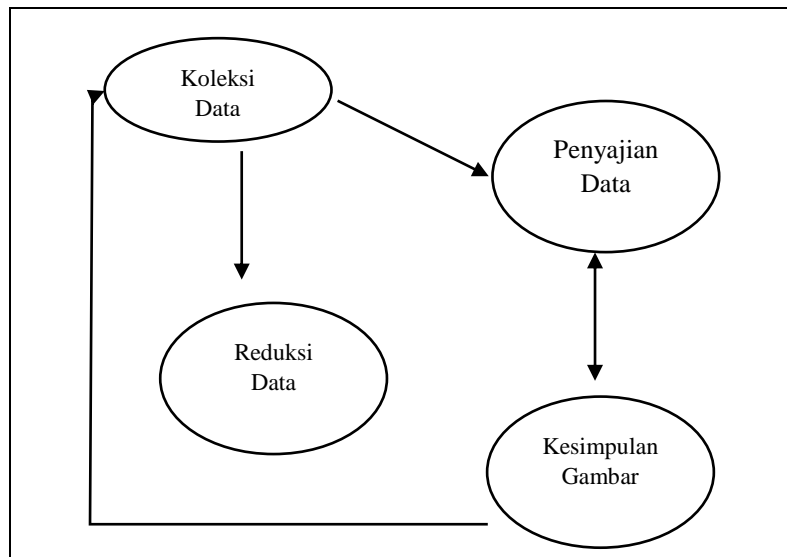 Koleksi
Data
Penyajian
Data
Reduksi
Data
Kesimpulan
Gambar